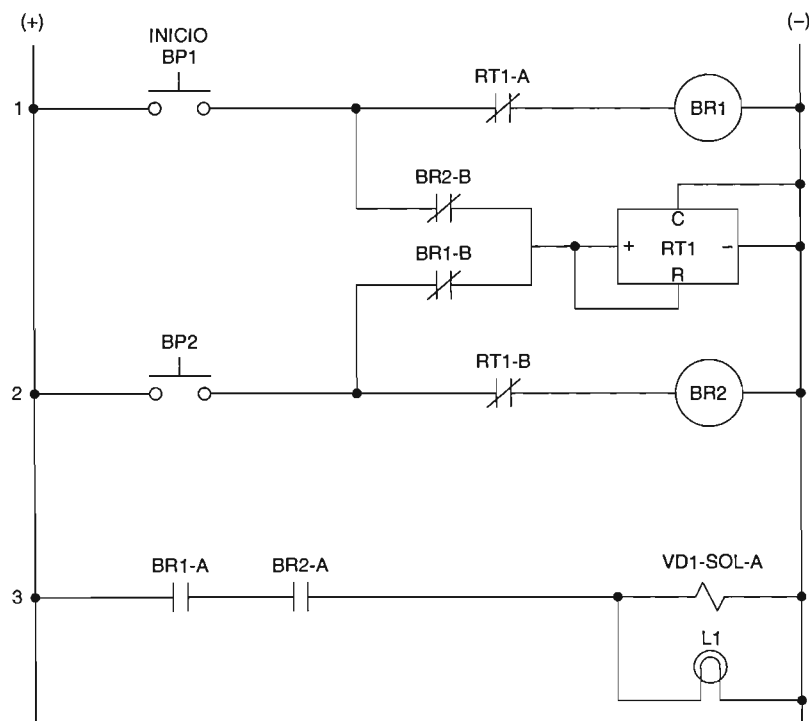 (+)
(-)
INICIO
BP1
RT1-A
1
BR1
BR2-B
C
+ RT1 -
BR1-B
R
BP2
RT1-B
2
BR2
BR1-A
BR2-A
VD1-SOL-A
3
L1